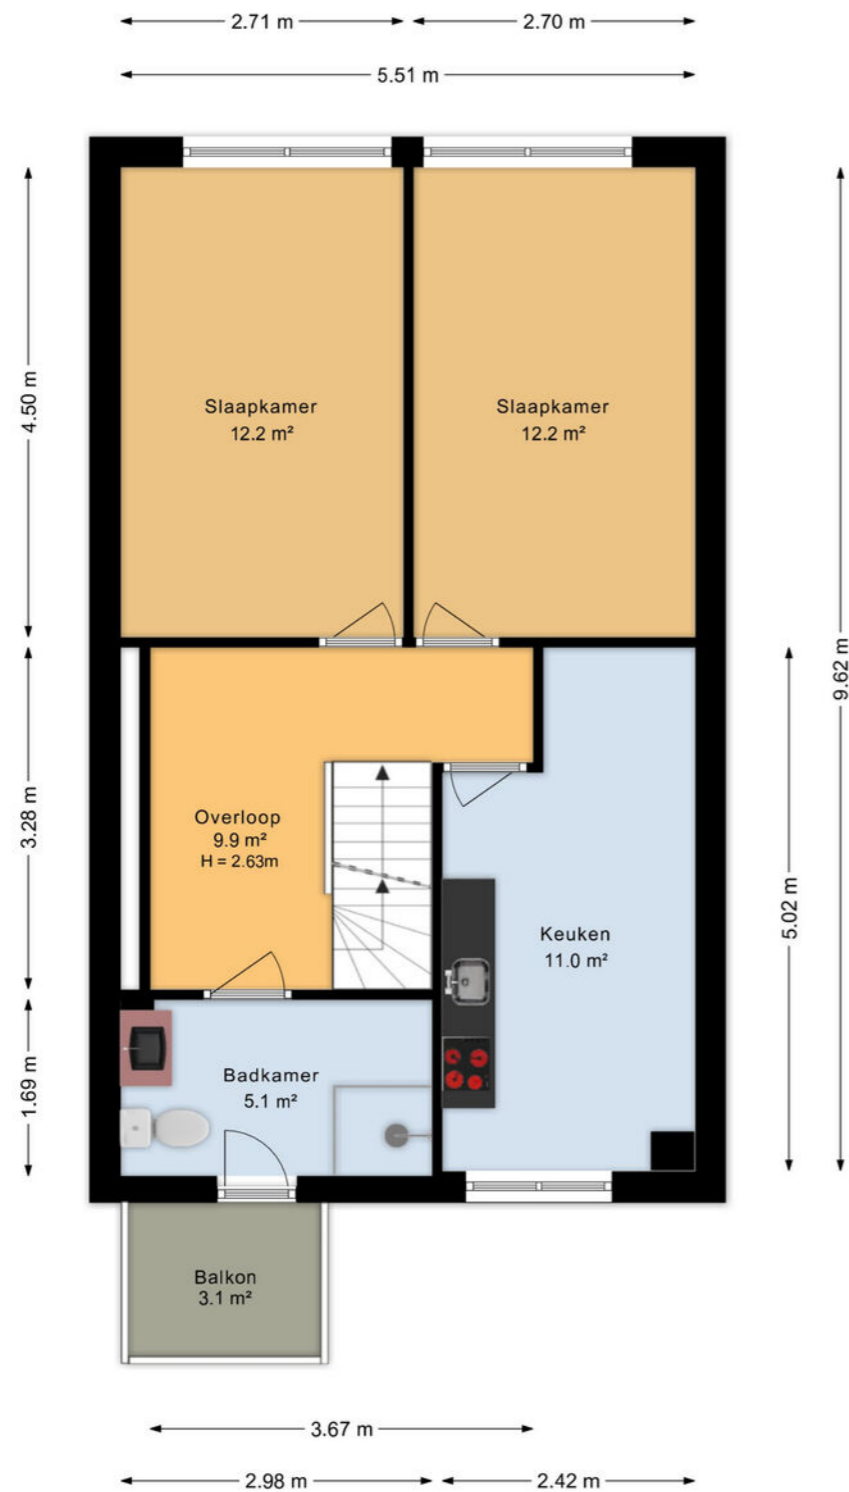 2.71 m
2.70 m
5.51 m
4.50 m
Slaapkamer
12.2 m²
Slaapkamer
12.2 m²
9.62 m
3.28 m
Overloop
9.9 m²
H = 2.63m
5.02 m
Keuken
11.0 m²
1.69 m
Badkamer
5.1 m²
Balkon
3.1 m²
3.67 m
2.98 m
2.42 m